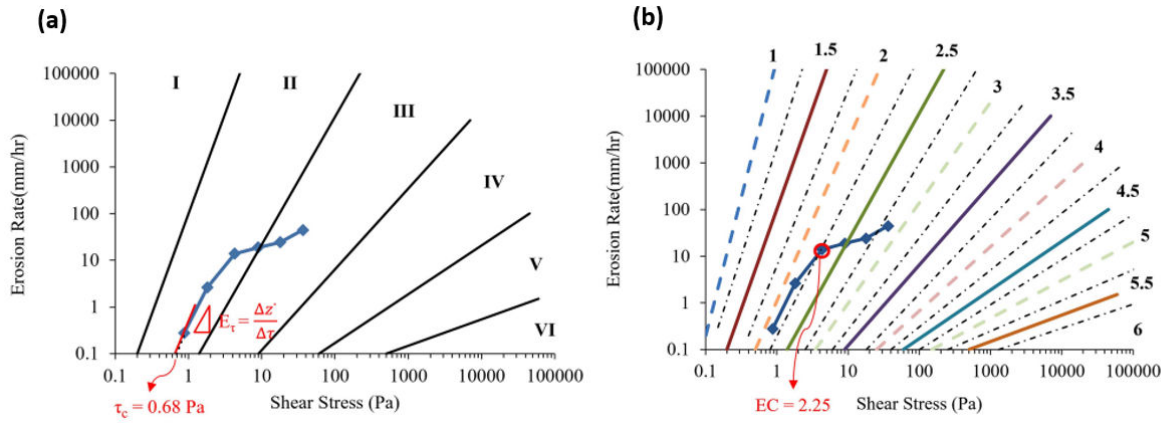 (a)
100000
10000
1000
100
10
1
0.1
Erosion Rate(mm/hr)
I
II
III
IV
V
VI
Eτ = Δz˙
Δτ
0.1
1
10
100
1000
10000
100000
τc = 0.68 Pa
Shear Stress (Pa)
(b)
100000
10000
1000
100
10
1
0.1
Erosion Rate(mm/hr)
1
1.5
2
2.5
3
3.5
4
4.5
5
5.5
6
0.1
1
10
100
1000
10000
100000
EC = 2.25
Shear Stress (Pa)